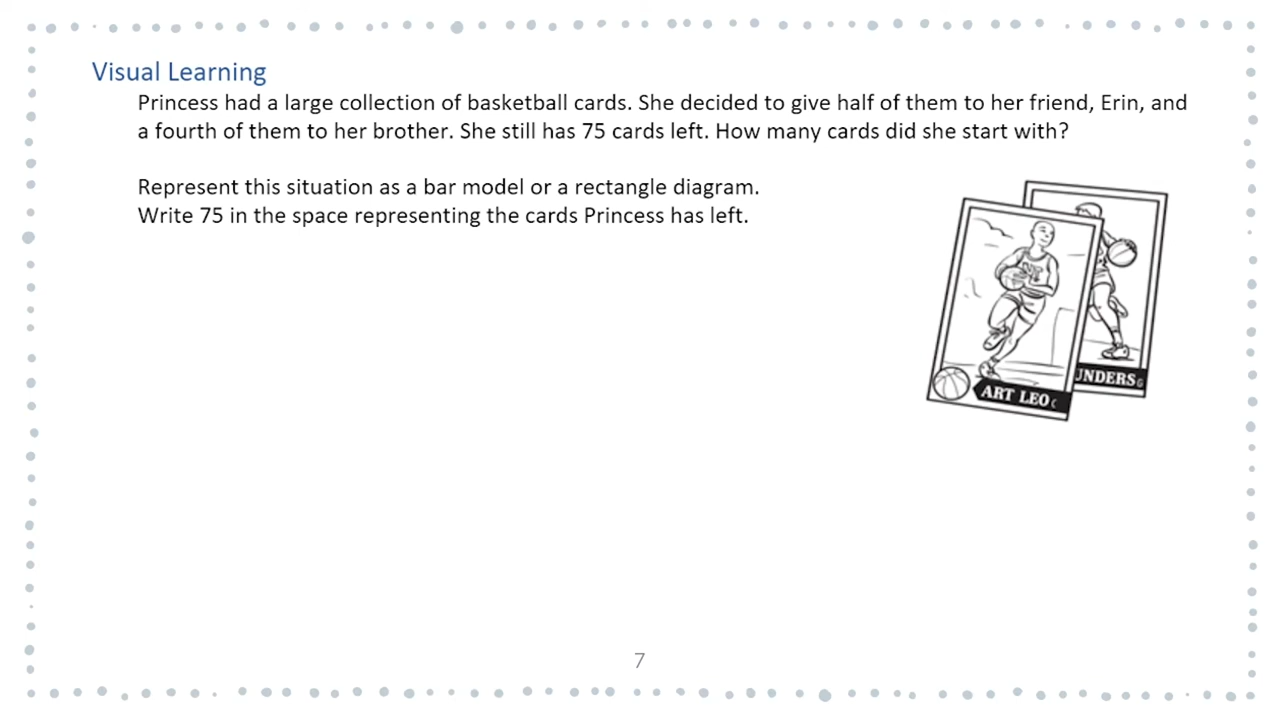 Visual Learning
Princess had a large collection of basketball cards. She decided to give half of them to her friend, Erin, and
a fourth of them to her brother. She still has 75 cards left. How many cards did she start with?
Represent this situation as a bar model or a rectangle diagram.
Write 75 in the space representing the cards Princess has left.
UNDERS G
ART LEO C
7